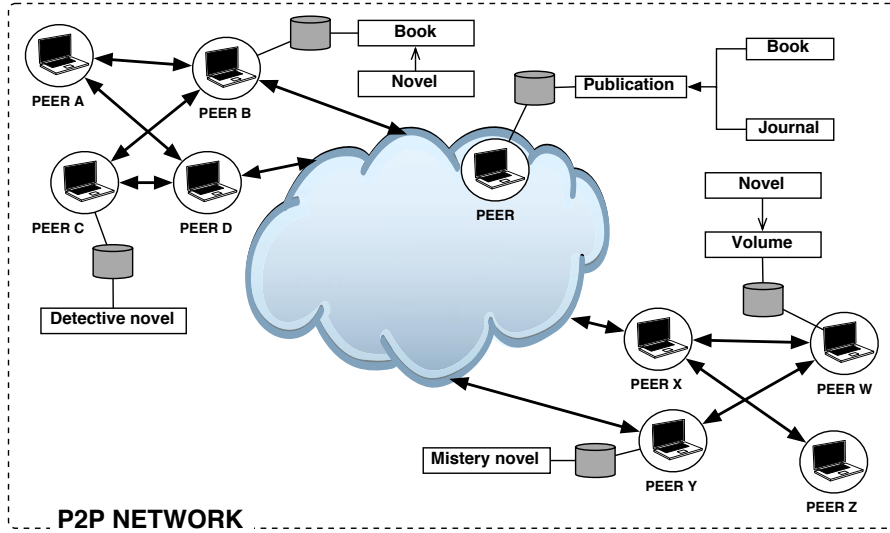 Book
Novel
PEER A
PEER B
Publication
Book
Journal
PEER C
PEER D
PEER
Novel
Volume
Detective novel
PEER X
PEER W
Mistery novel
PEER Y
PEER Z
P2P NETWORK